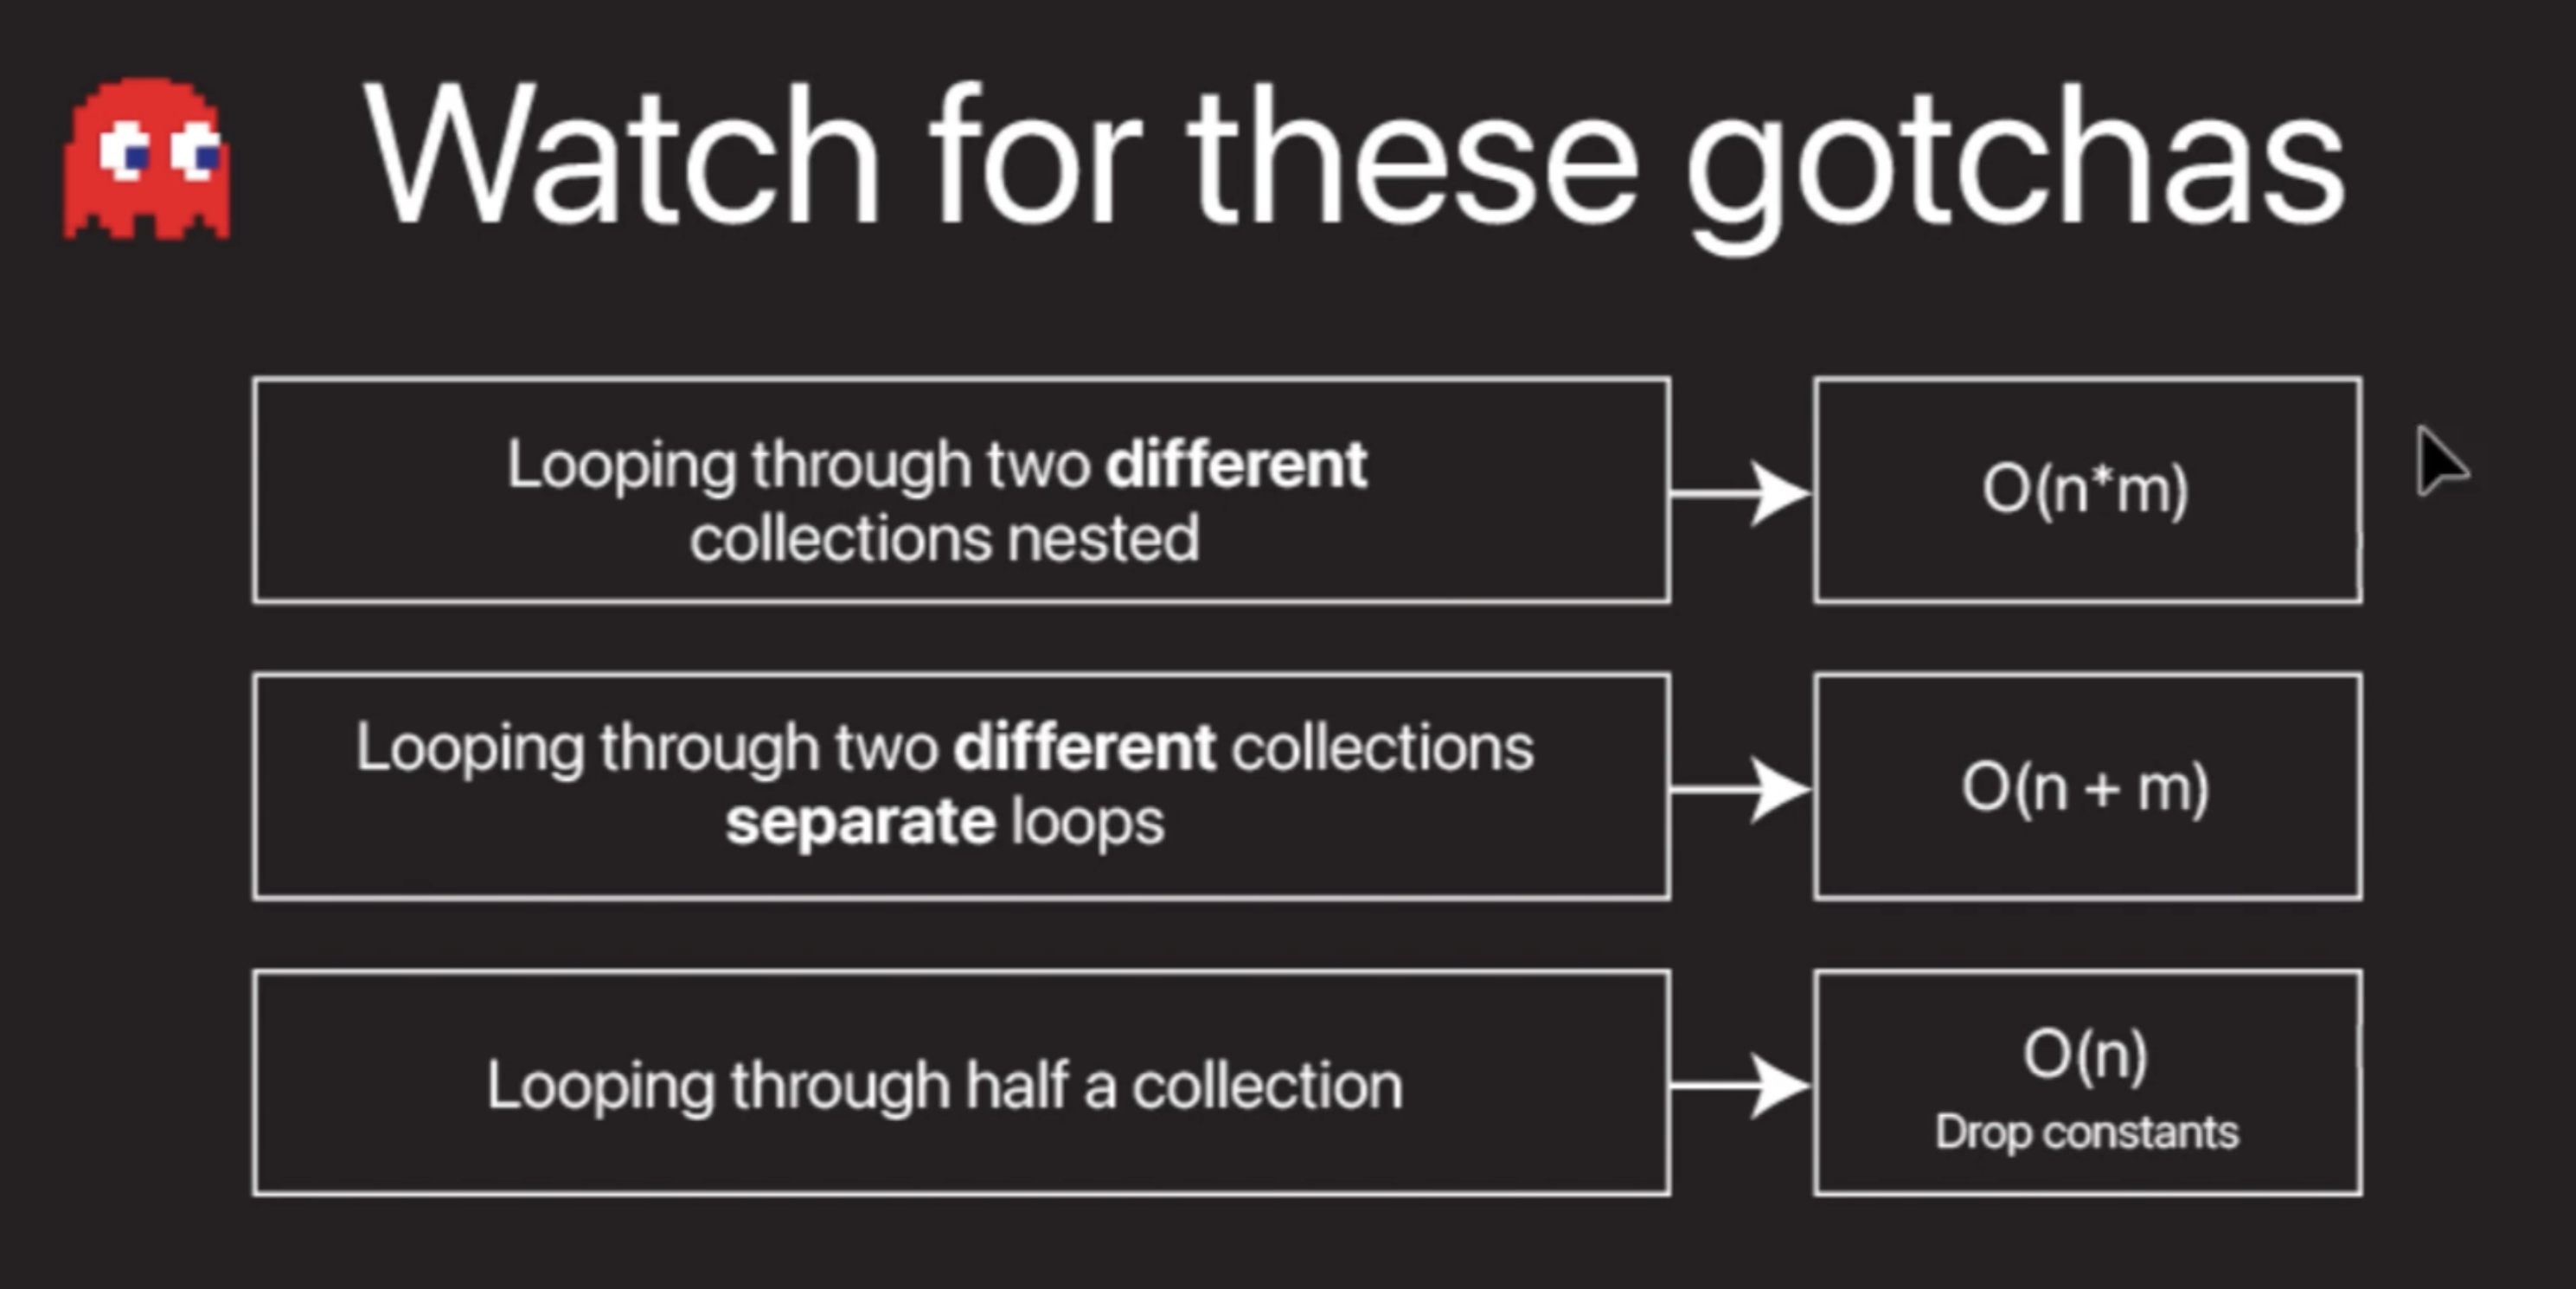 Watch for these gotchas
Looping through two different
collections nested
O(n*m)
Looping through two different collections
separate loops
O(n + m)
Looping through half a collection
O(n)
Drop constants